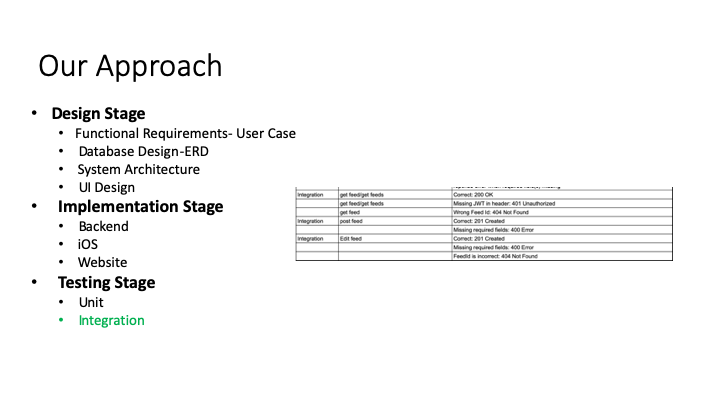 Our Approach
• Design Stage
• Functional Requirements- User Case
• Database Design-ERD
• System Architecture
• UI Design
• Implementation Stage
• Backend
• iOS
• Website
• Testing Stage
• Unit
• Integration
Integration get feed/get feeds Correct: 200 OK
get feed/get feeds Missing JWT in header: 401 Unauthorized
get feed Wrong Feed Id: 404 Not Found
Integration post feed Correct: 201 Created
Missing required fields: 400 Error
Integration Edit feed Correct: 201 Created
Missing required fields: 400 Error
FeedId is incorrect: 404 Not Found